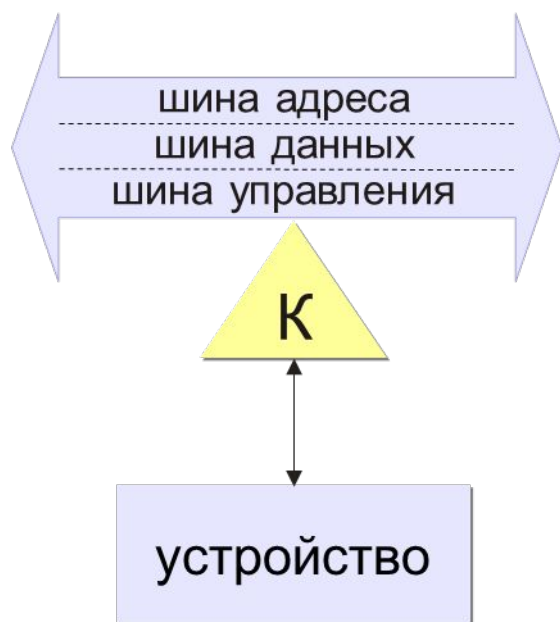 шина адреса
шина данных
шина управления
К
устройство